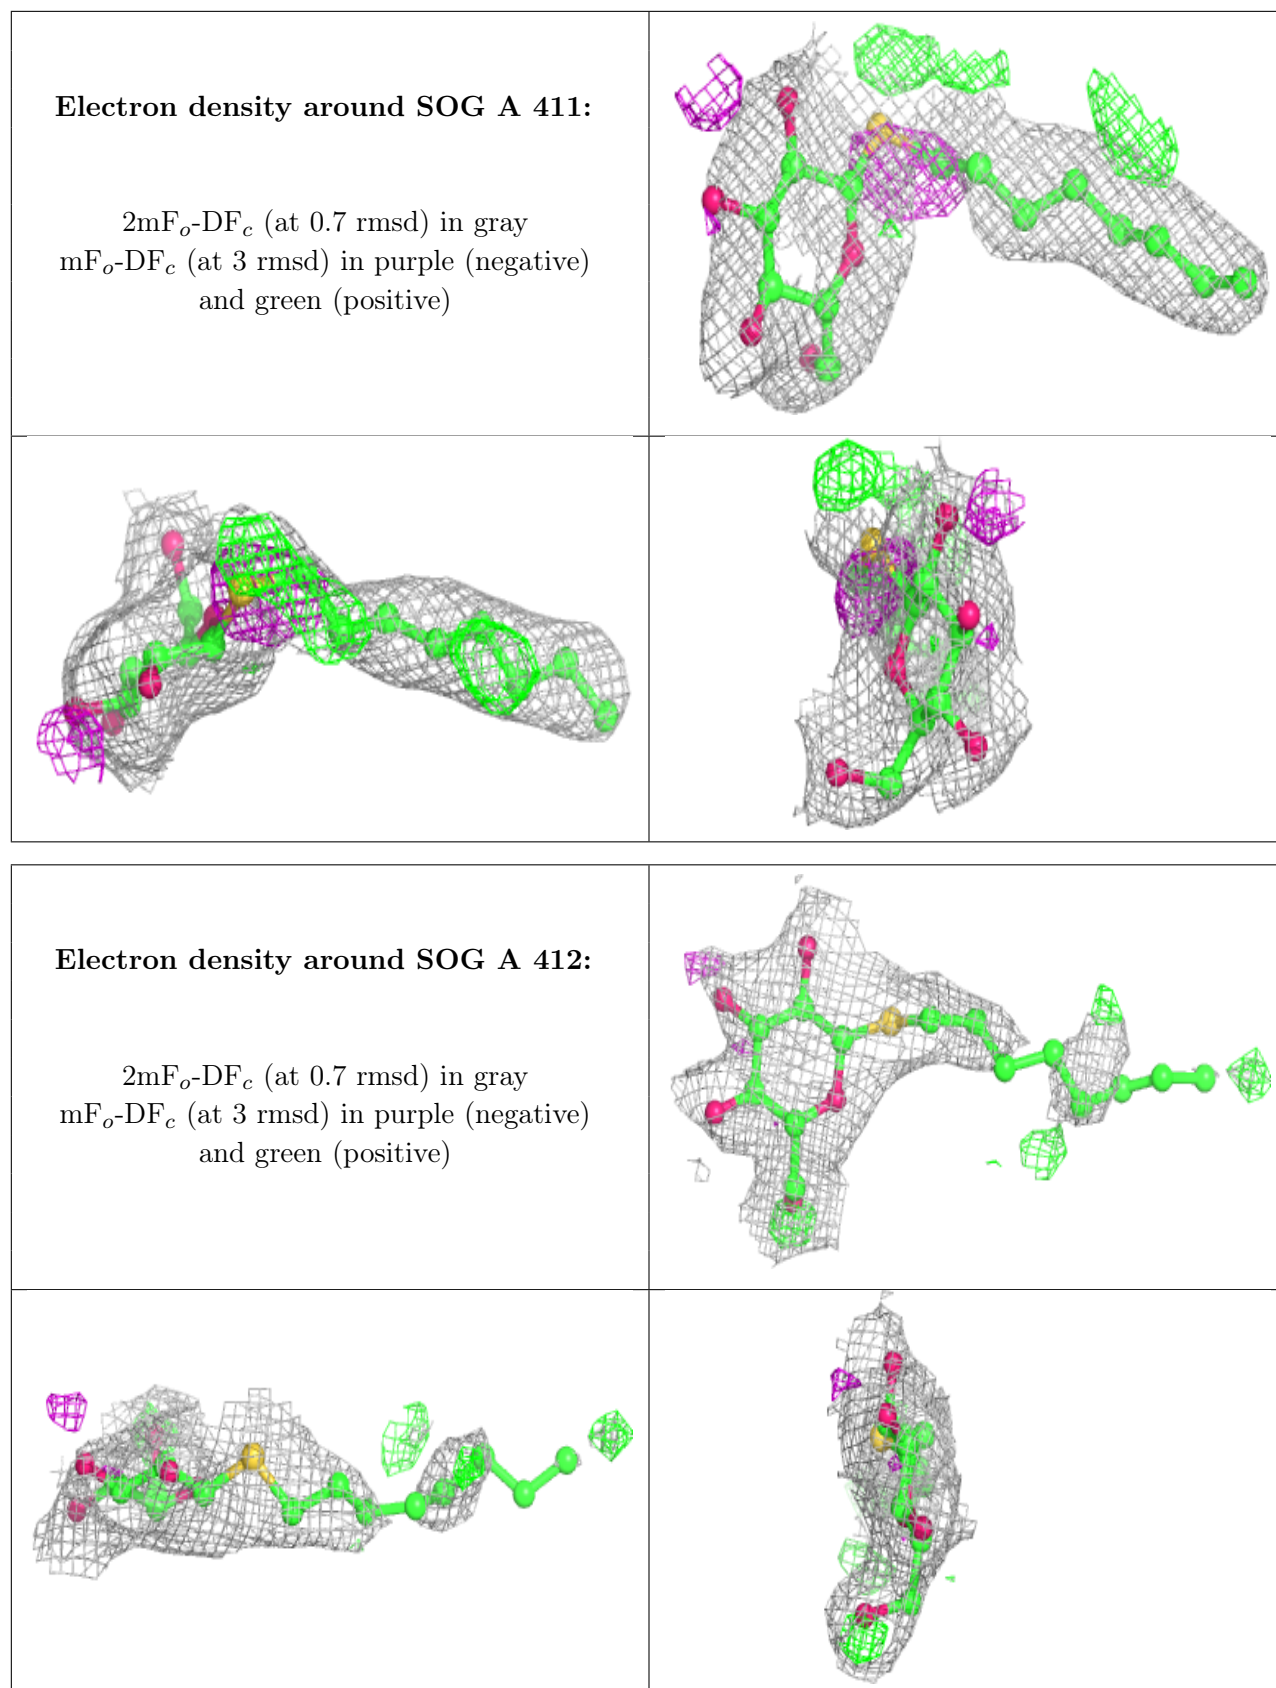 Electron density around SOG A 411:
2mFo-DFc (at 0.7 rmsd) in gray
mFo-DFc (at 3 rmsd) in purple (negative)
and green (positive)
Electron density around SOG A 412:
2mFo-DFc (at 0.7 rmsd) in gray
mFo-DFc (at 3 rmsd) in purple (negative)
and green (positive)